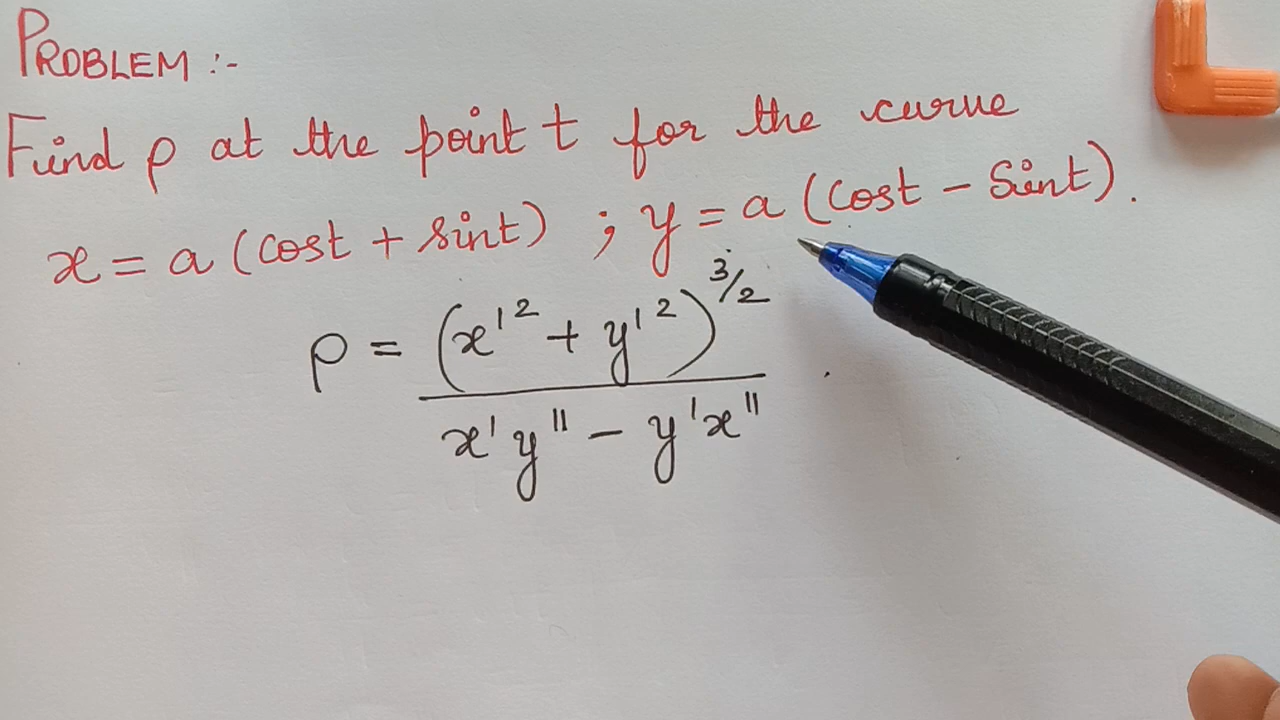 PROBLEM :-
Find ρ at the point t for the curve
x = a (cost + sint) ; y = a (cost - Sint).
ρ = (x'² + y'²)^3/2
x'y'' - y'x''